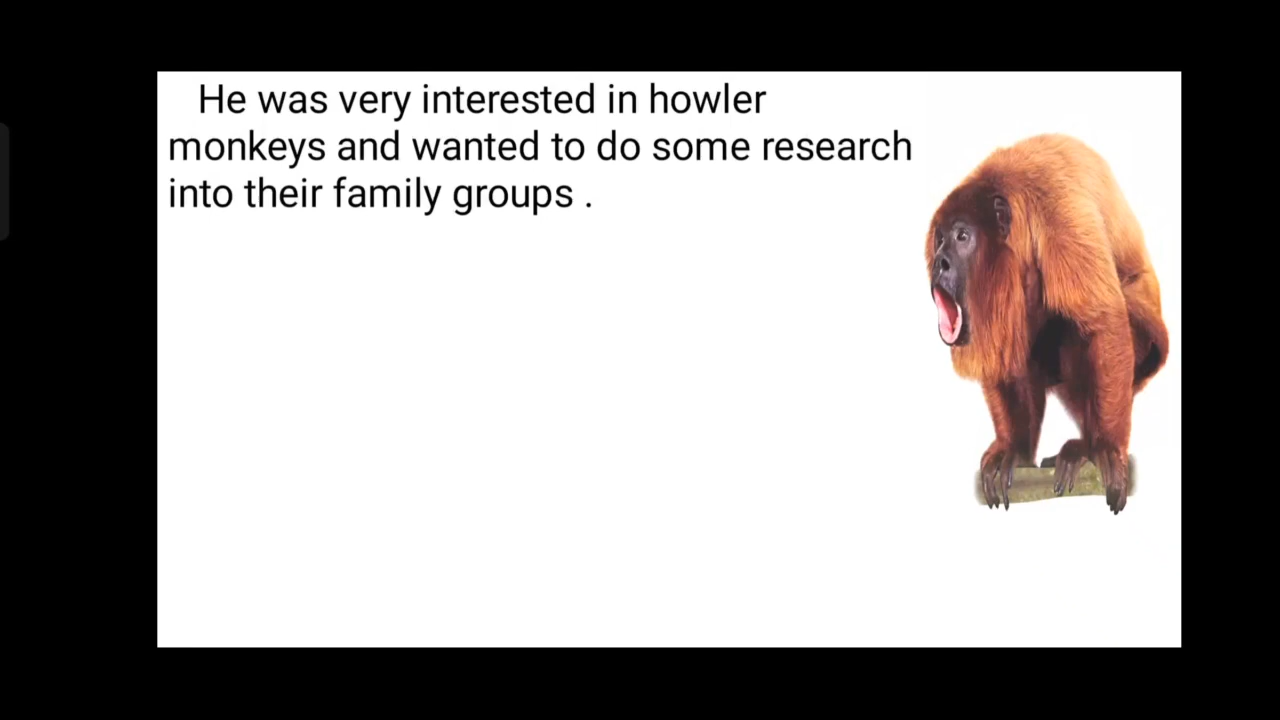 He was very interested in howler
monkeys and wanted to do some research
into their family groups .